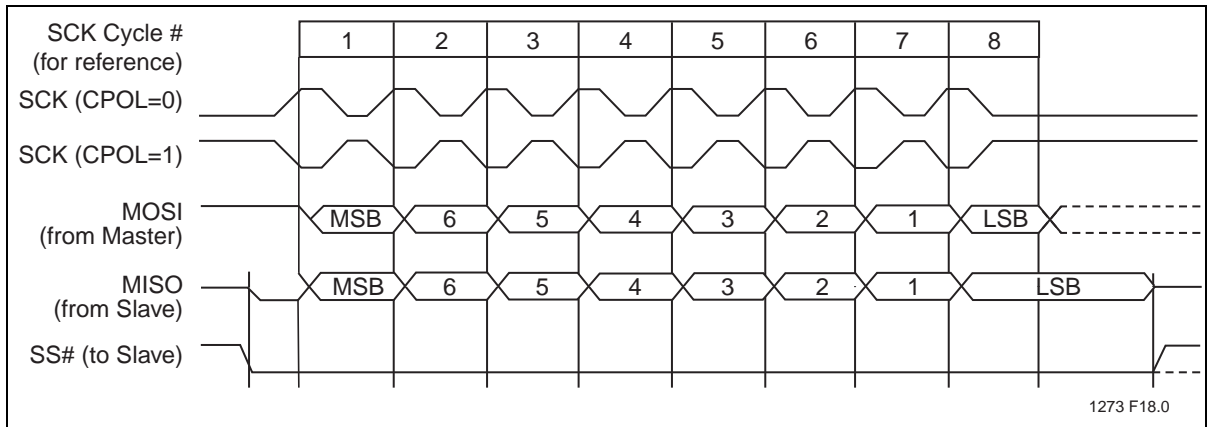 SCK Cycle #
(for reference)
1 2 3 4 5 6 7 8
SCK (CPOL=0)
SCK (CPOL=1)
MOSI
(from Master)
MSB 6 5 4 3 2 1 LSB
MISO
(from Slave)
MSB 6 5 4 3 2 1 LSB
SS# (to Slave)
1273 F18.0